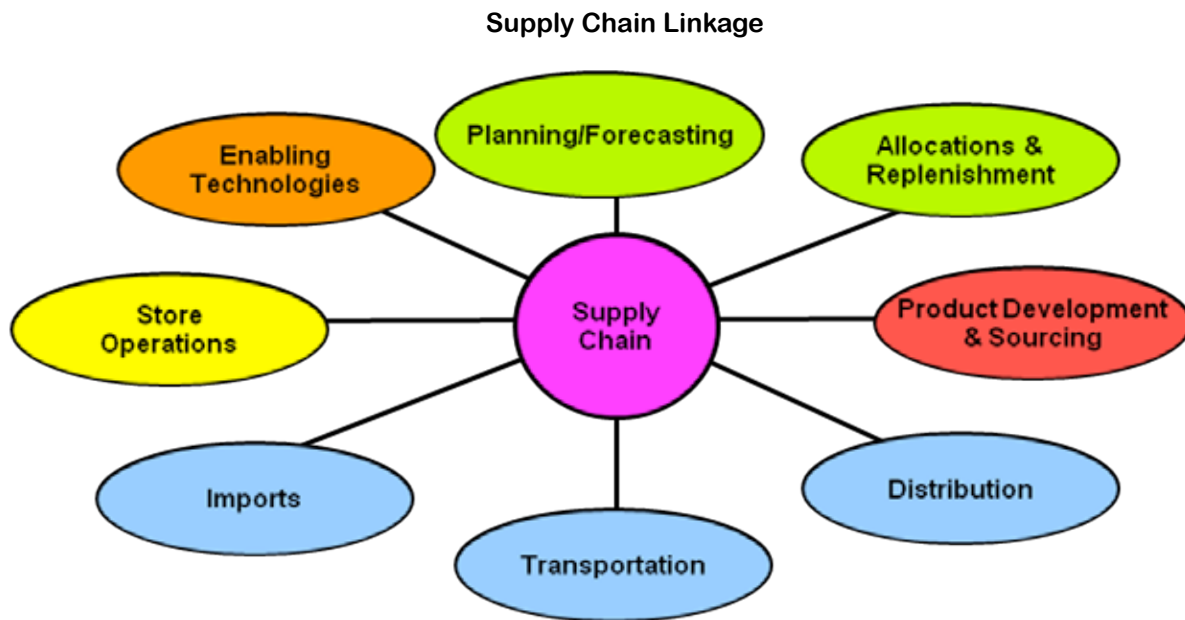 Supply Chain Linkage
Planning/Forecasting
Enabling
Technologies
Allocations &
Replenishment
Store
Operations
Supply
Chain
Product Development
& Sourcing
Imports
Distribution
Transportation